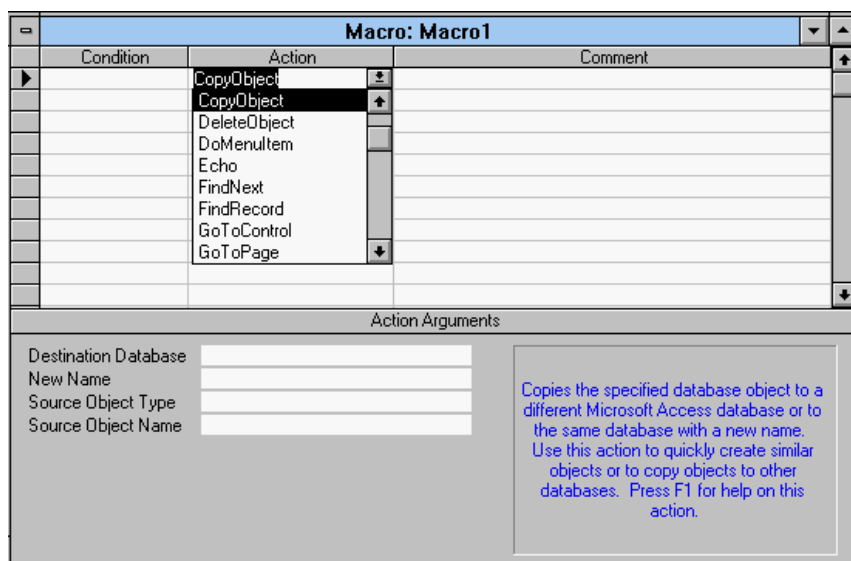 Macro: Macro1
Condition Action Comment
CopyObject
CopyObject
DeleteObject
DoMenuItem
Echo
FindNext
FindRecord
GoToControl
GoToPage
Action Arguments
Destination Database
New Name
Source Object Type
Source Object Name
Copies the specified database object to a
different Microsoft Access database or to
the same database with a new name.
Use this action to quickly create similar
objects or to copy objects to other
databases. Press F1 for help on this
action.